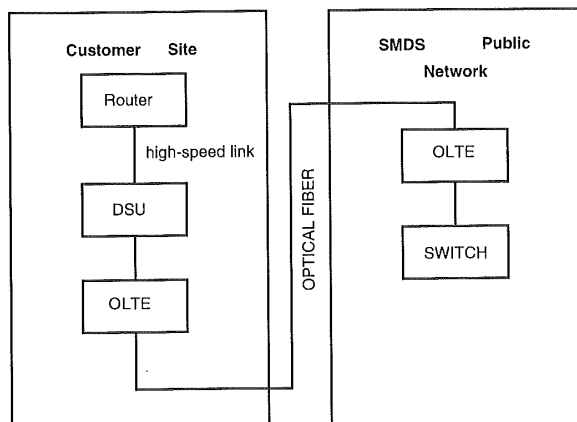 Customer Site
Router
high-speed link
DSU
OLTE
OPTICAL FIBER
SMDS Public
Network
OLTE
SWITCH